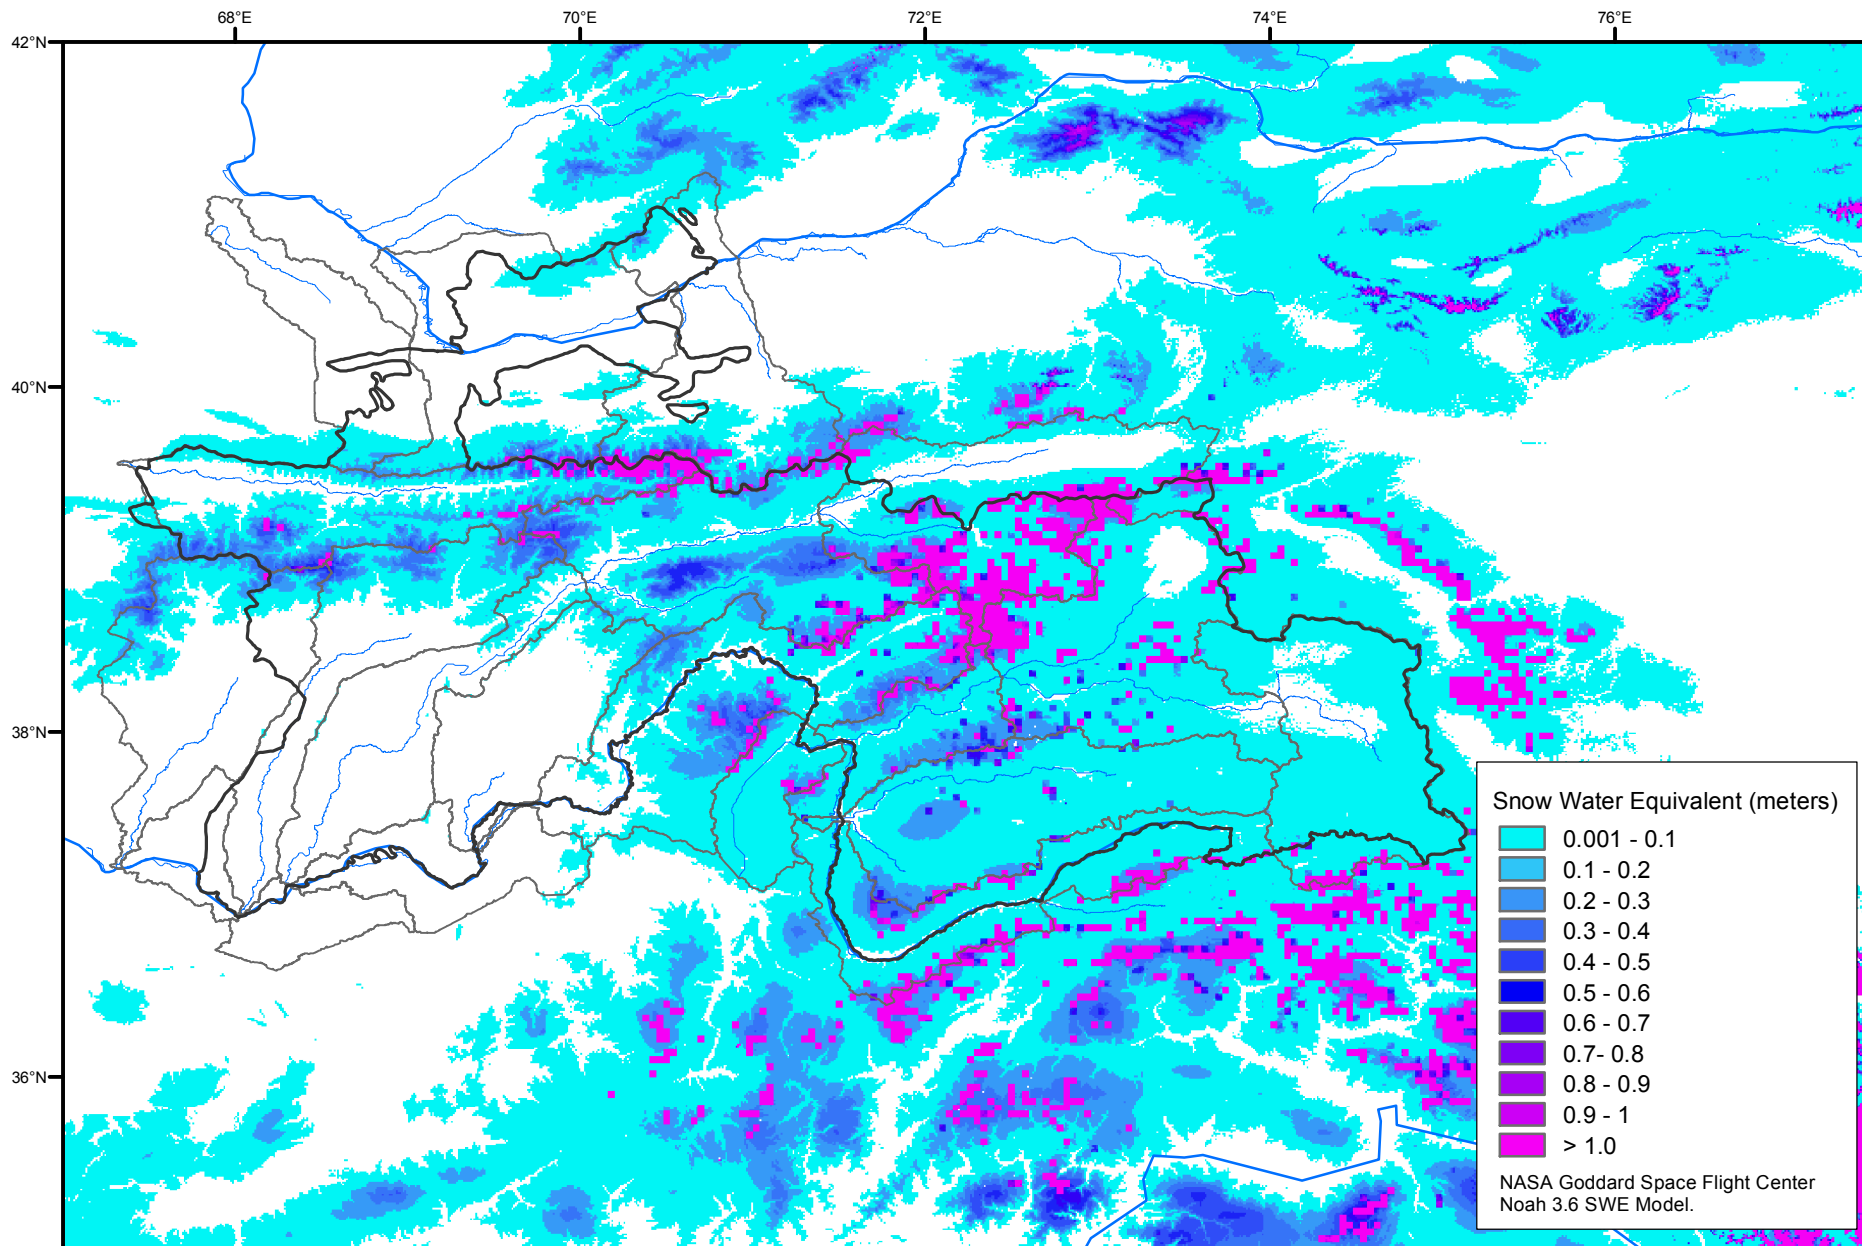 68°E 70°E 72°E 74°E 76°E
42°N
40°N
38°N
36°N
Snow Water Equivalent (meters)
0.001 - 0.1
0.1 - 0.2
0.2 - 0.3
0.3 - 0.4
0.4 - 0.5
0.5 - 0.6
0.6 - 0.7
0.7- 0.8
0.8 - 0.9
0.9 - 1
> 1.0
NASA Goddard Space Flight Center
Noah 3.6 SWE Model.